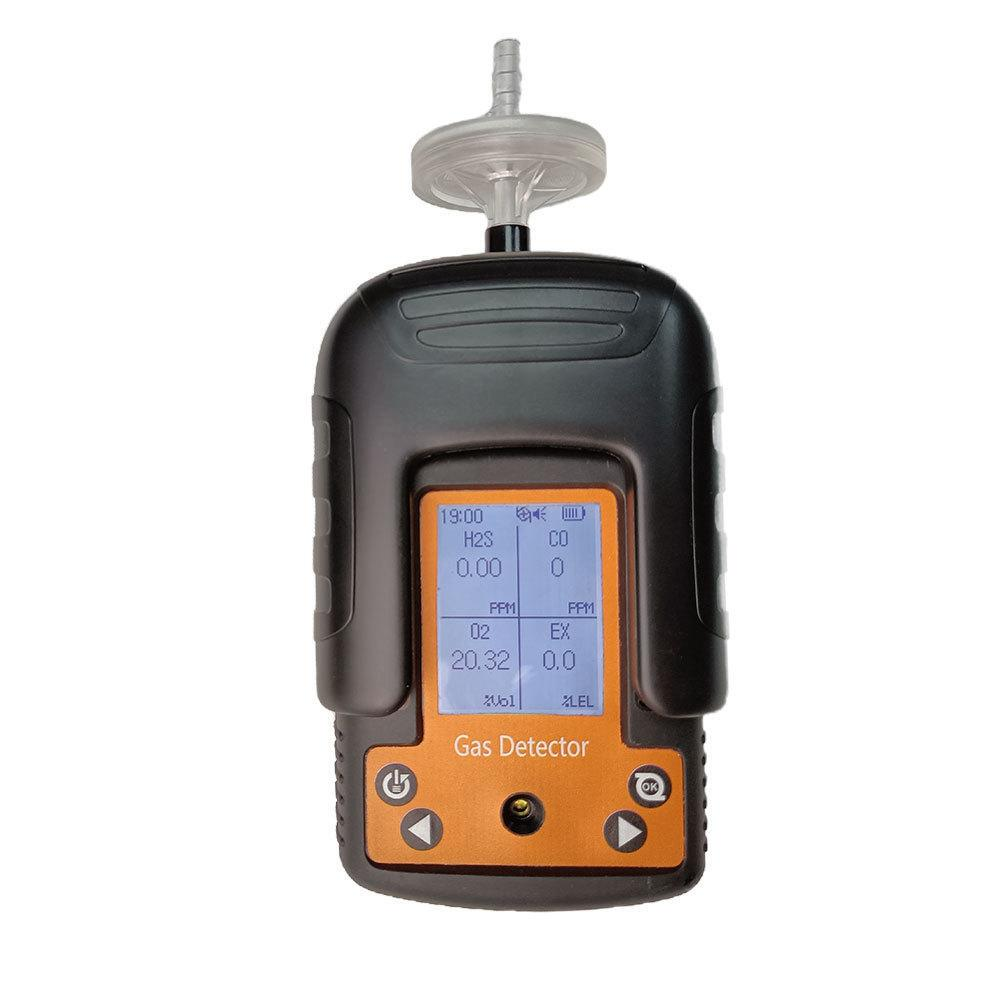 19:00
H2S CO
0.00 0
PPM PPM
O2 EX
20.32 0.0
%Vol %LEL
Gas Detector
OK